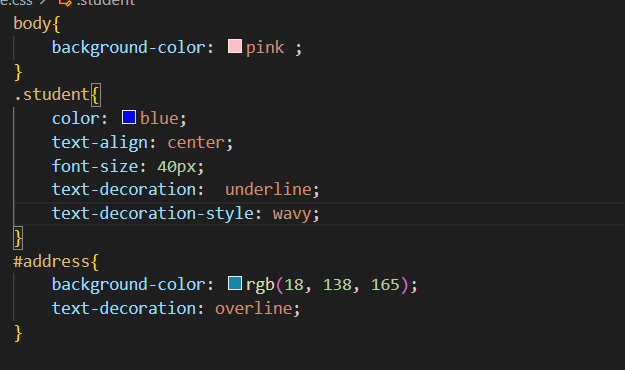 e.css > .student
body{
    background-color: pink ;
}
.student{
    color: blue;
    text-align: center;
    font-size: 40px;
    text-decoration:  underline;
    text-decoration-style: wavy;
}
#address{
    background-color: rgb(18, 138, 165);
    text-decoration: overline;
}